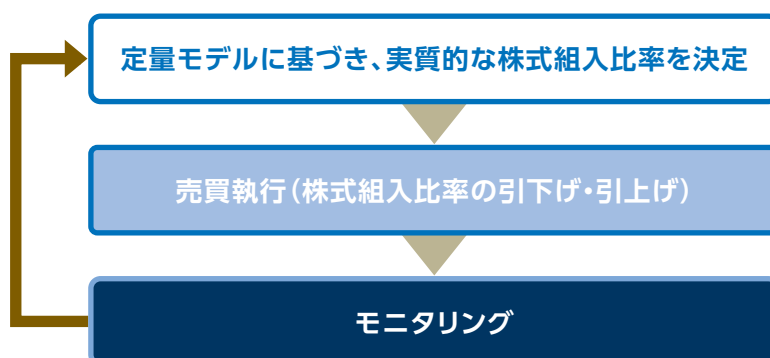 定量モデルに基づき、実質的な株式組入比率を決定
売買執行（株式組入比率の引下げ・引上げ）
モニタリング